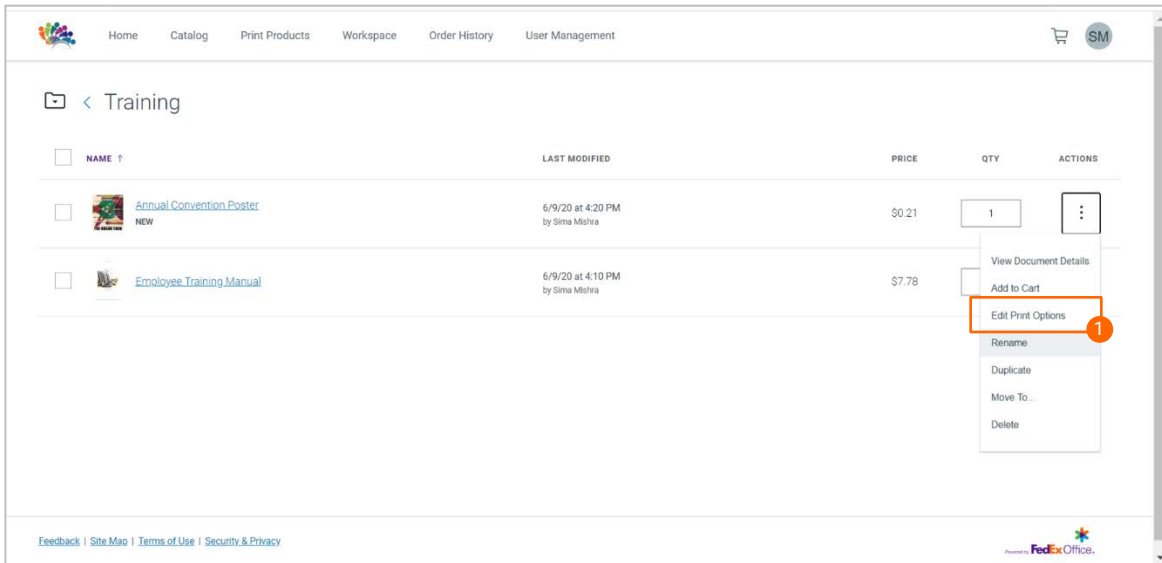 Home Catalog Print Products Workspace Order History User Management SM
< Training
NAME ↑ LAST MODIFIED PRICE QTY ACTIONS
Annual Convention Poster 6/9/20 at 4:20 PM $0.21 1
NEW by Sima Mishra
View Document Details
Employee Training Manual 6/9/20 at 4:10 PM $7.78
by Sima Mishra
Add to Cart
Edit Print Options
1
Rename
Duplicate
Move To...
Delete
Feedback | Site Map | Terms of Use | Security & Privacy
Powered by FedEx Office.